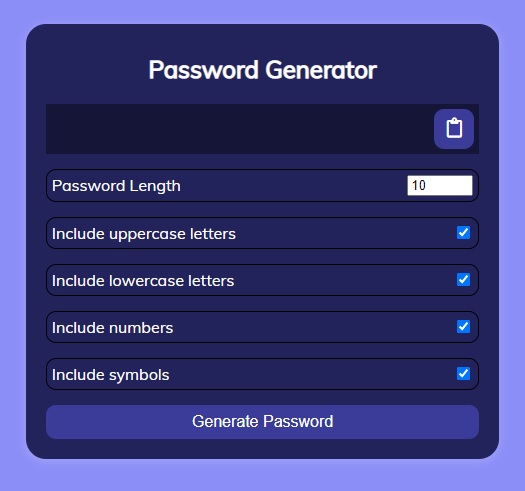 Password Generator
Password Length 10
Include uppercase letters
Include lowercase letters
Include numbers
Include symbols
Generate Password